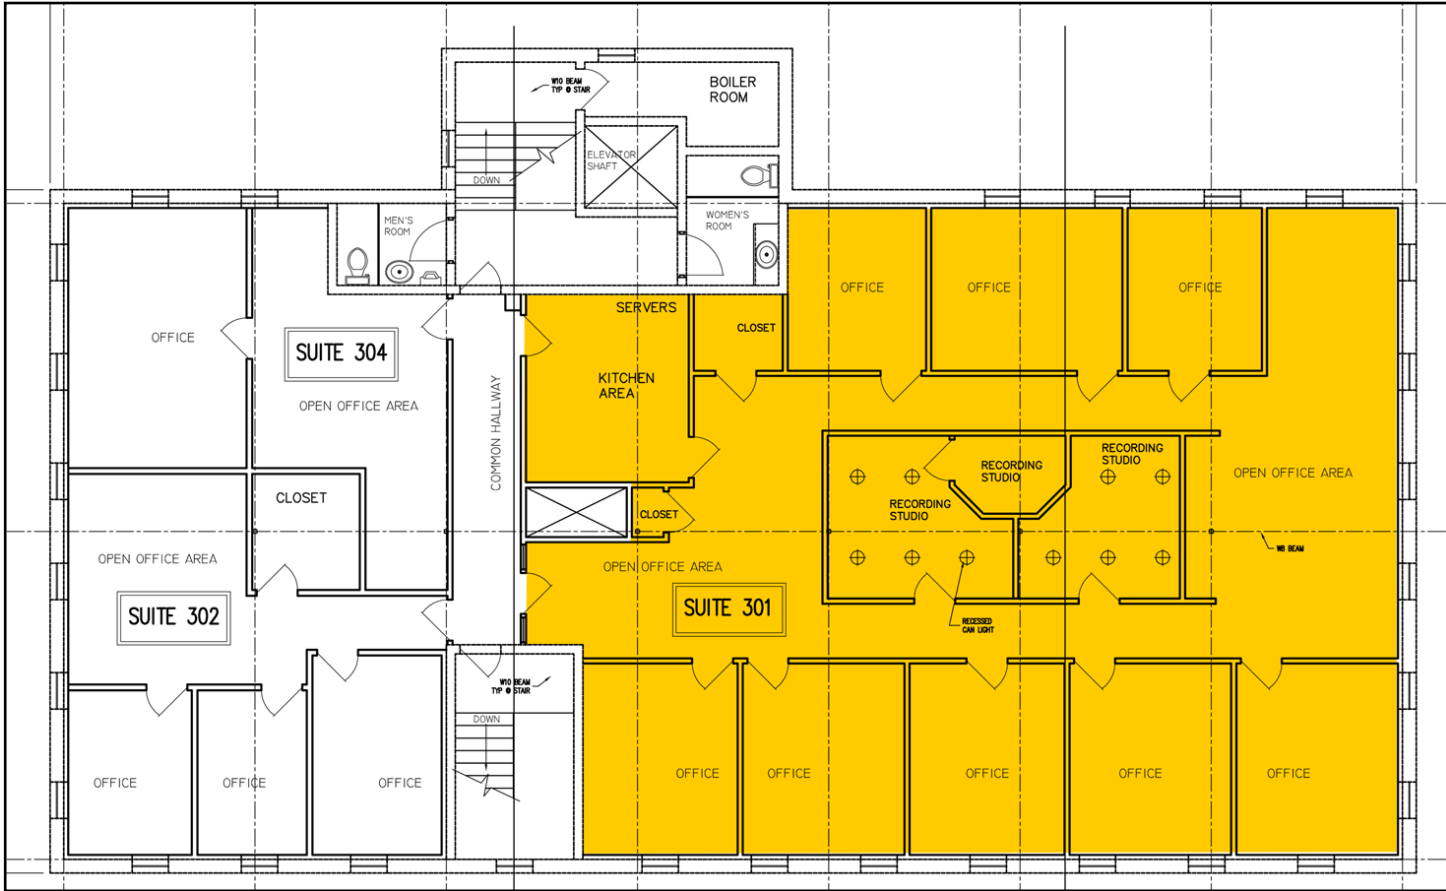 W10 BEAM
TYP @ STAIR
BOILER
ROOM
ELEVATOR
SHAFT
DOWN
MEN'S
ROOM
WOMEN'S
ROOM
OFFICE
OFFICE
OFFICE
SERVERS
CLOSET
OFFICE
SUITE 304
KITCHEN
AREA
OPEN OFFICE AREA
COMMON HALLWAY
RECORDING
STUDIO
RECORDING
STUDIO
OPEN OFFICE AREA
CLOSET
RECORDING
STUDIO
CLOSET
W8 BEAM
OPEN OFFICE AREA
OPEN OFFICE AREA
SUITE 302
SUITE 301
RECESSED
CAN LIGHT
W10 BEAM
TYP @ STAIR
DOWN
OFFICE
OFFICE
OFFICE
OFFICE
OFFICE
OFFICE
OFFICE
OFFICE